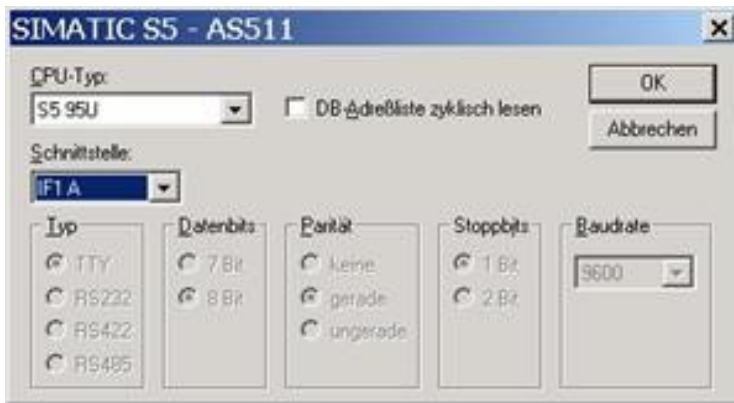 SIMATIC S5 - AS511
CPU-Typ:
S5 95U
DB-Adreßliste zyklisch lesen
OK
Abbrechen
Schnittstelle:
IF1 A
Typ
TTY
RS232
RS422
RS485
Datenbits
7 Bit
8 Bit
Parität
keine
gerade
ungerade
Stoppbits
1 Bit
2 Bit
Baudrate
9600